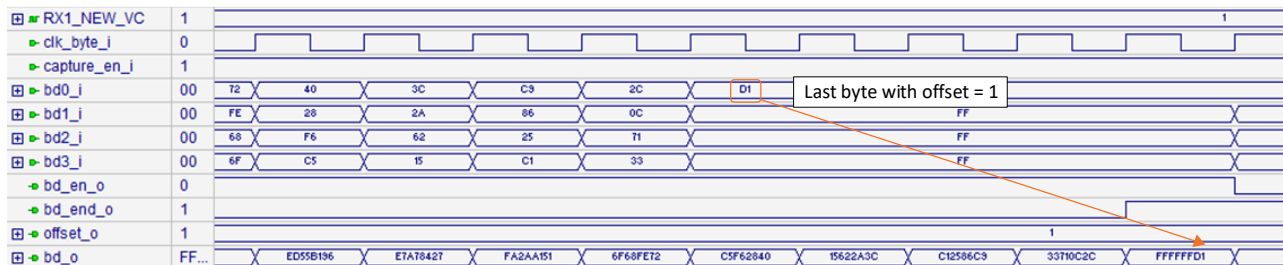 RX1_NEW_VC 1 1
clk_byte_i 0
capture_en_i 1
bd0_i 00 72 40 3C C9 2C D1 Last byte with offset = 1
bd1_i 00 FE 28 2A 86 0C FF
bd2_i 00 68 F6 62 25 71 FF
bd3_i 00 6F C5 15 C1 33 FF
bd_en_o 0
bd_end_o 1
offset_o 1 1
bd_o FF... ED55B196 E7A78427 FA2AA151 6F68FE72 C5F62840 15622A3C C12586C9 33710C2C FFFFFFD1